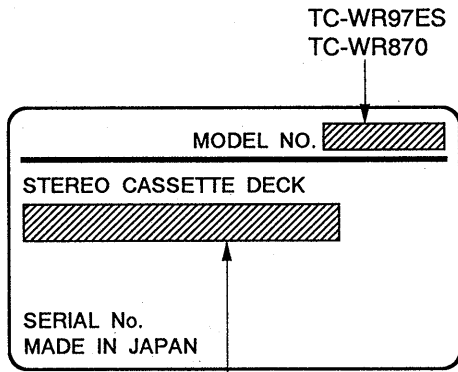 TC-WR97ES
TC-WR870
MODEL NO.
STEREO CASSETTE DECK
SERIAL No.
MADE IN JAPAN